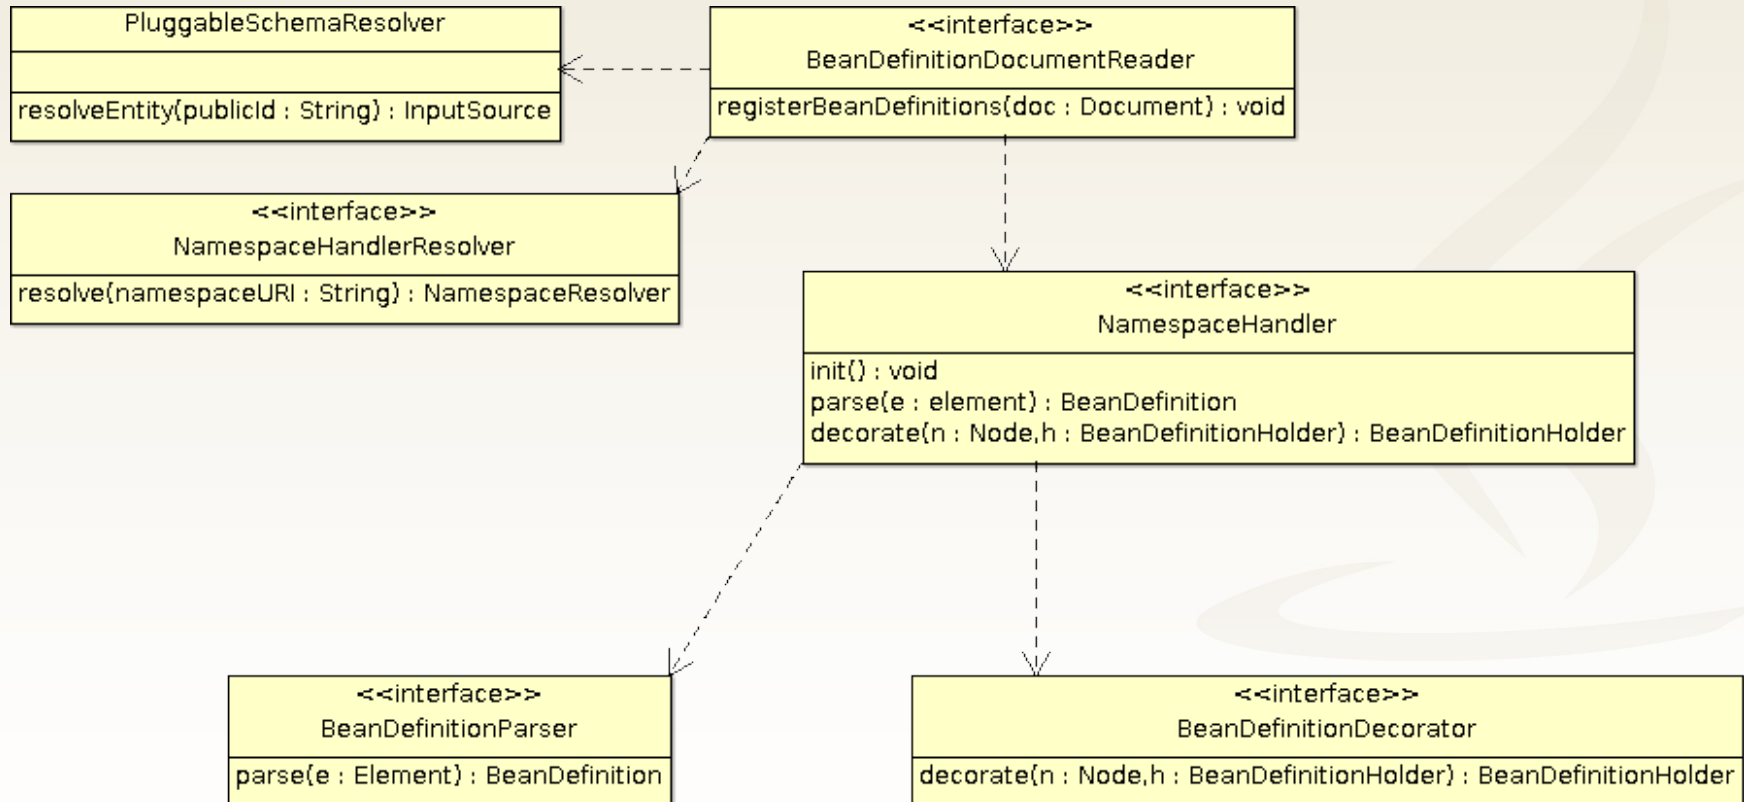 PluggableSchemaResolver
resolveEntity(publicId : String) : InputSource
<<interface>>
BeanDefinitionDocumentReader
registerBeanDefinitions(doc : Document) : void
<<interface>>
NamespaceHandlerResolver
resolve(namespaceURI : String) : NamespaceResolver
<<interface>>
NamespaceHandler
init() : void
parse(e : element) : BeanDefinition
decorate(n : Node,h : BeanDefinitionHolder) : BeanDefinitionHolder
<<interface>>
BeanDefinitionParser
parse(e : Element) : BeanDefinition
<<interface>>
BeanDefinitionDecorator
decorate(n : Node,h : BeanDefinitionHolder) : BeanDefinitionHolder